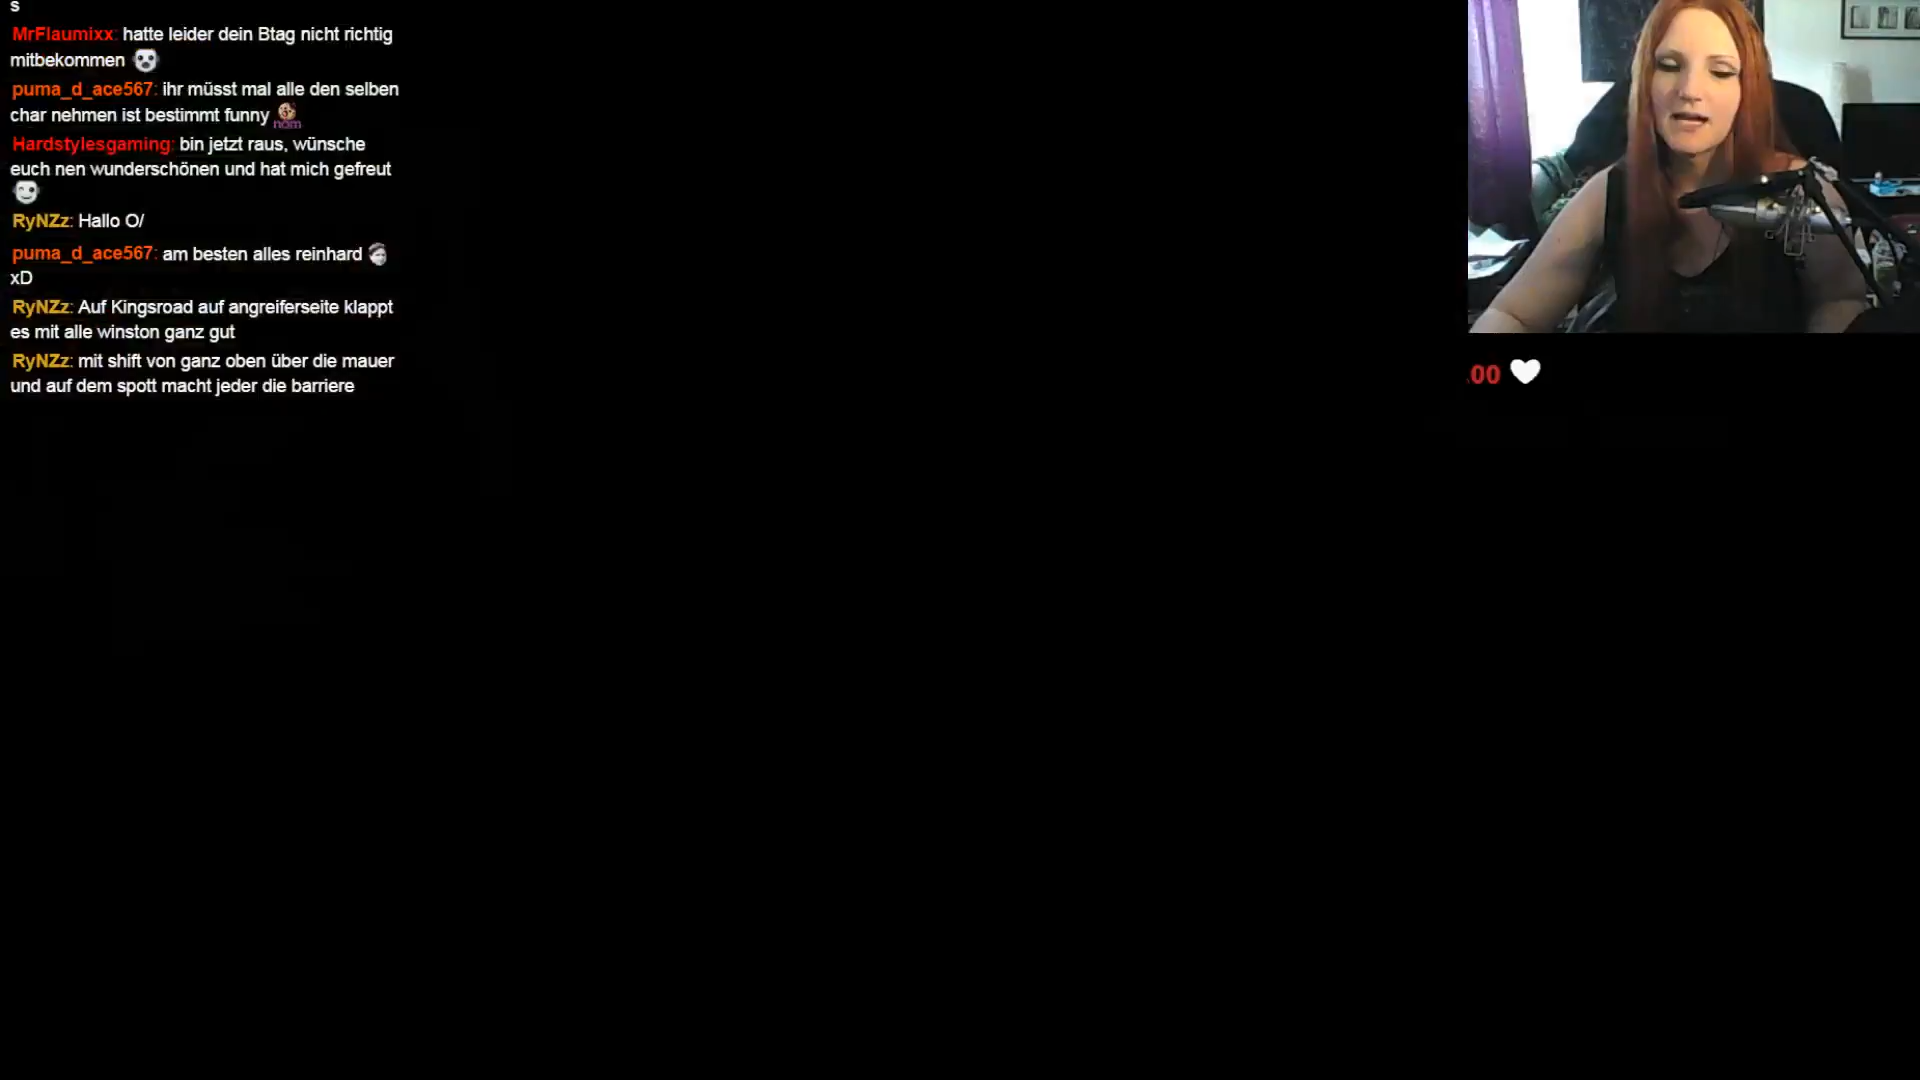 s
MrFlaumixx: hatte leider dein Btag nicht richtig
mitbekommen
puma_d_ace567: ihr müsst mal alle den selben
char nehmen ist bestimmt funny nom
Hardstylesgaming: bin jetzt raus, wünsche
euch nen wunderschönen und hat mich gefreut
RyNZz: Hallo O/
puma_d_ace567: am besten alles reinhard
xD
RyNZz: Auf Kingsroad auf angreiferseite klappt
es mit alle winston ganz gut
RyNZz: mit shift von ganz oben über die mauer
und auf dem spott macht jeder die barriere
.00